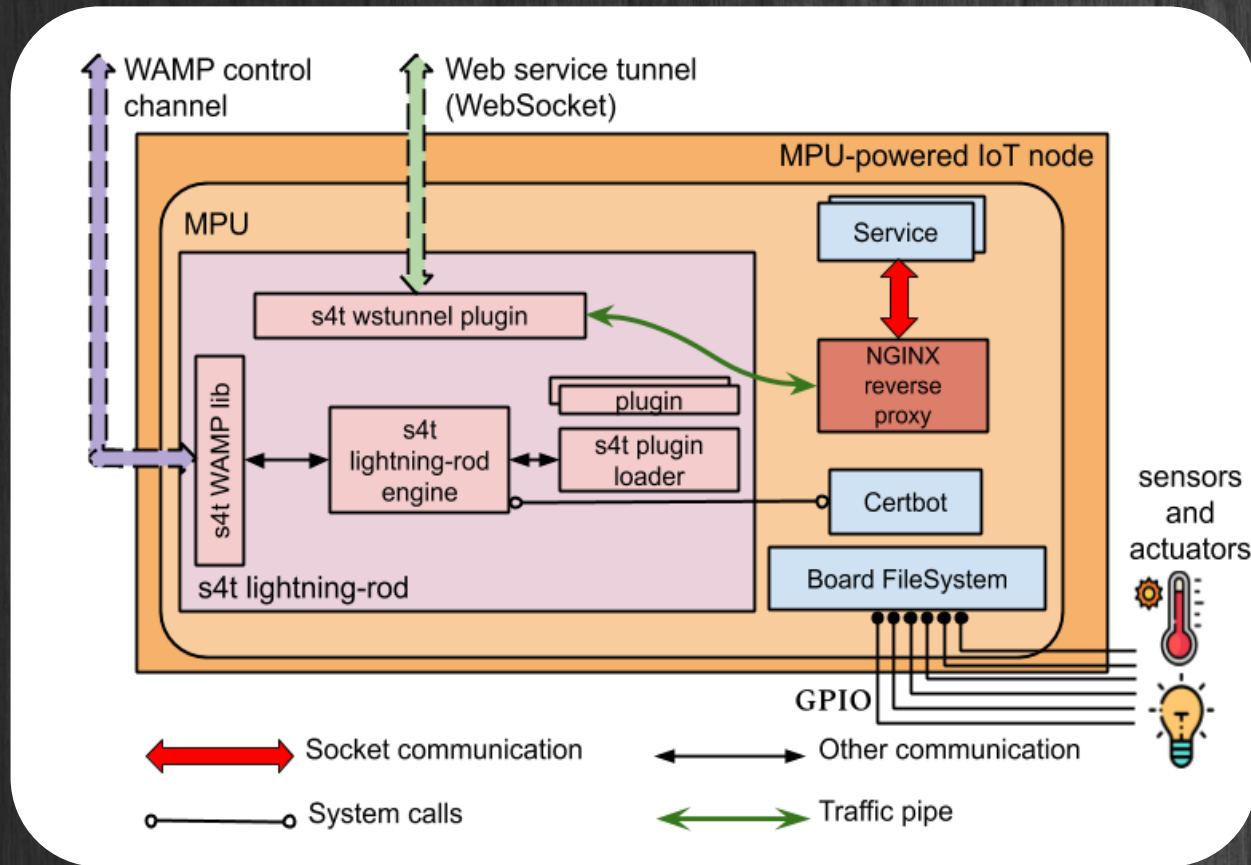 WAMP control
channel
Web service tunnel
(WebSocket)
MPU-powered IoT node
MPU
Service
s4t wstunnel plugin
NGINX
reverse
proxy
plugin
s4t WAMP lib
s4t
lightning-rod
engine
s4t plugin
loader
Certbot
s4t lightning-rod
Board FileSystem
sensors
and
actuators
GPIO
Socket communication
Other communication
System calls
Traffic pipe